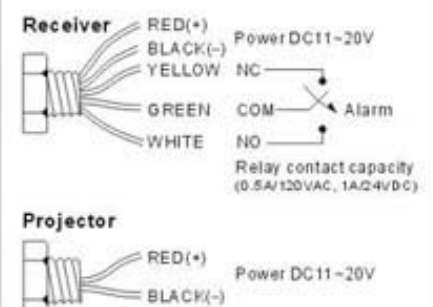 Receiver
RED(+)
BLACK(–)
Power DC11~20V
YELLOW NC
GREEN COM Alarm
WHITE NO
Relay contact capacity
(0.5A/120VAC, 1A/24VDC)
Projector
RED(+)
Power DC11~20V
BLACK(–)